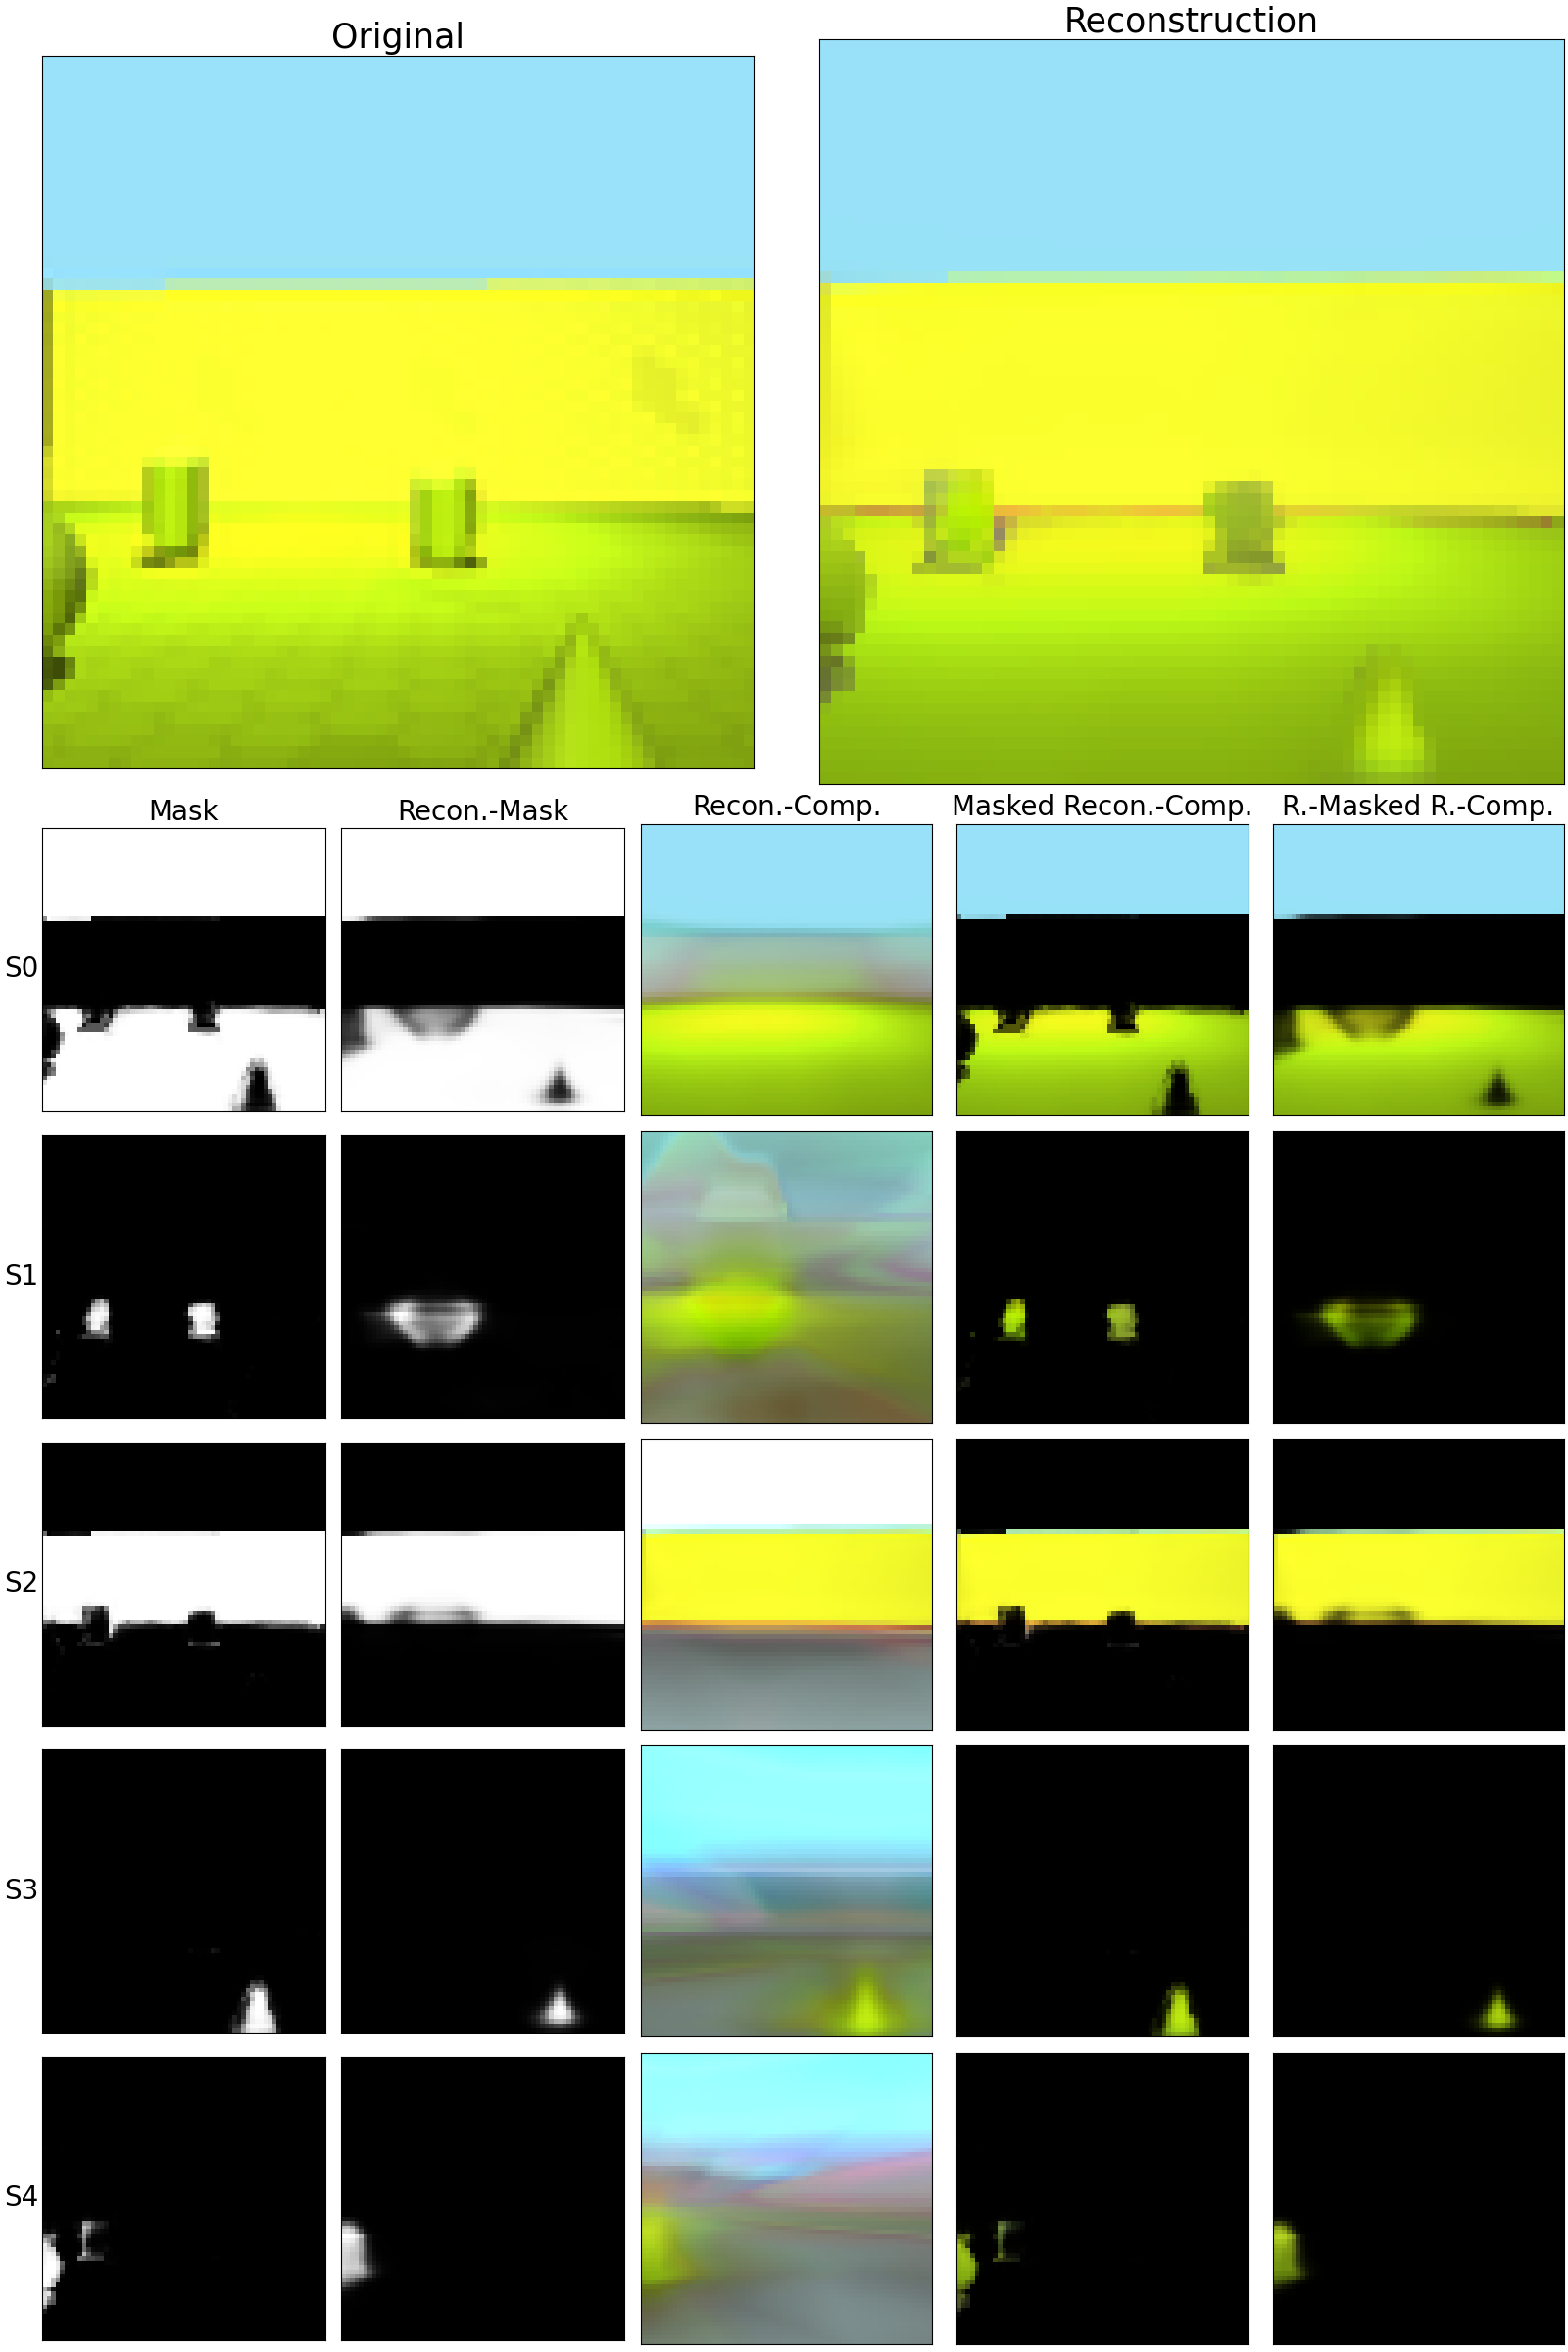 Original
Reconstruction
Mask
Recon.-Mask
Recon.-Comp.
Masked Recon.-Comp.
R.-Masked R.-Comp.
S0
S1
S2
S3
S4